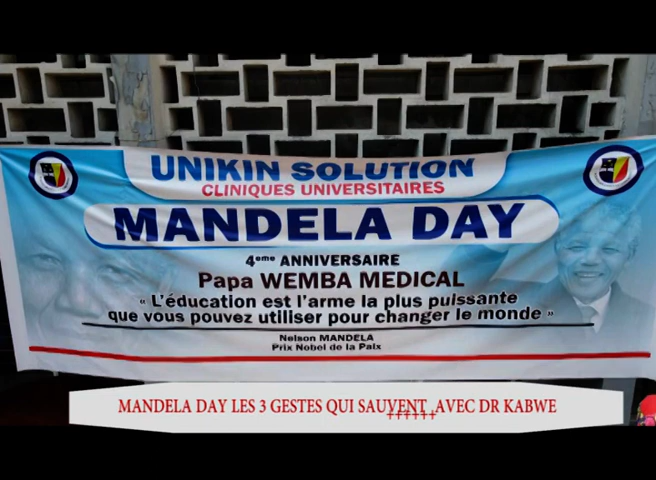 UNIKIN SOLUTION
CLINIQUES UNIVERSITAIRES
MANDELA DAY
4eme ANNIVERSAIRE
Papa WEMBA MEDICAL
« L'éducation est l'arme la plus puissante
que vous pouvez utiliser pour changer le monde »
Nelson MANDELA
Prix Nobel de la Paix
MANDELA DAY LES 3 GESTES QUI SAUVENT AVEC DR KABWE
++++++